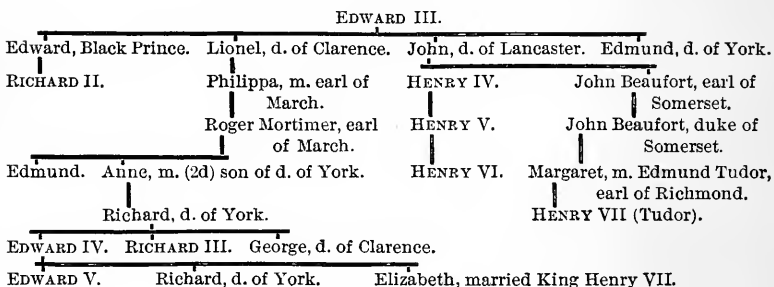 EDWARD III.
Edward, Black Prince. Lionel, d. of Clarence. John, d. of Lancaster. Edmund, d. of York.
RICHARD II. Philippa, m. earl of March. HENRY IV. John Beaufort, earl of Somerset.
Roger Mortimer, earl of March. HENRY V. John Beaufort, duke of Somerset.
Edmund. Anne, m. (2d) son of d. of York. HENRY VI. Margaret, m. Edmund Tudor, earl of Richmond.
Richard, d. of York. HENRY VII (Tudor).
EDWARD IV. RICHARD III. George, d. of Clarence.
EDWARD V. Richard, d. of York. Elizabeth, married King Henry VII.